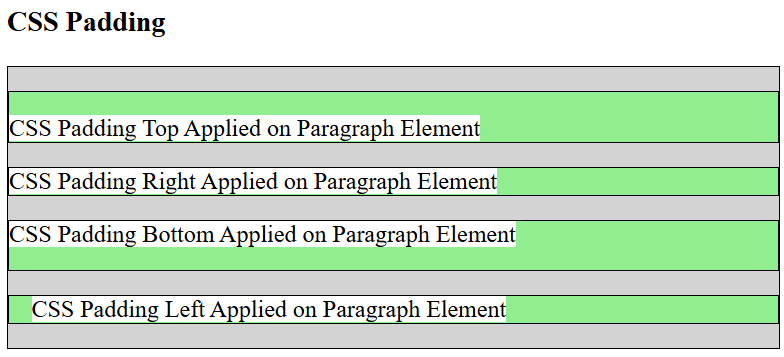 CSS Padding
CSS Padding Top Applied on Paragraph Element
CSS Padding Right Applied on Paragraph Element
CSS Padding Bottom Applied on Paragraph Element
CSS Padding Left Applied on Paragraph Element